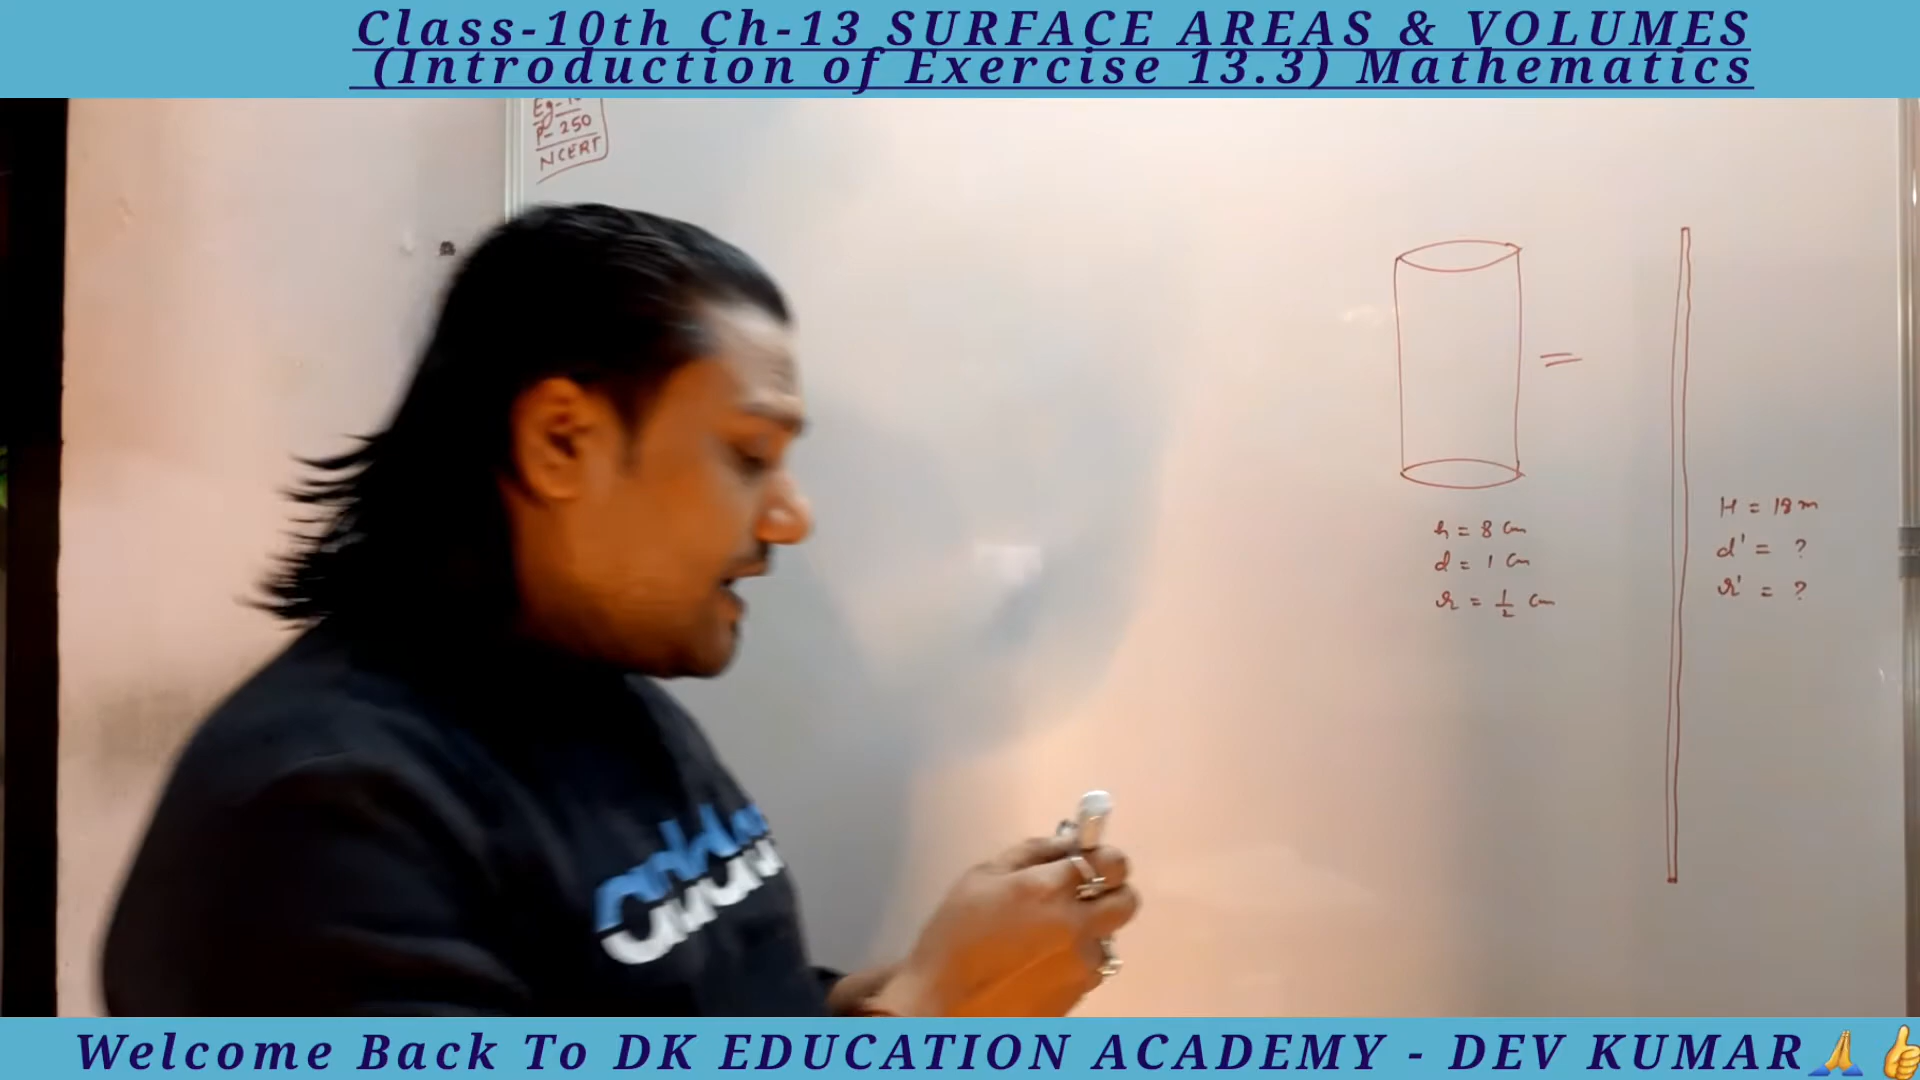 Class-10th Ch-13 SURFACE AREAS & VOLUMES
(Introduction of Exercise 13.3) Mathematics
P- 250
NCERT
=
h = 8 cm
d = 1 cm
r = 1/2 cm
H = 18 m
d' = ?
r' = ?
Welcome Back To DK EDUCATION ACADEMY - DEV KUMAR🙏👍